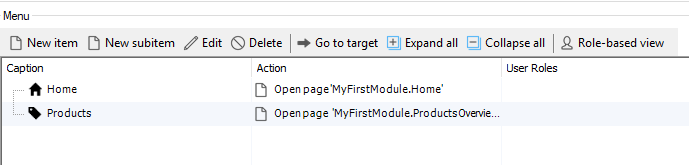 Menu
New item New subitem Edit Delete Go to target Expand all Collapse all Role-based view
Caption Action User Roles
Home Open page 'MyFirstModule.Home'
Products Open page 'MyFirstModule.ProductsOvervie...